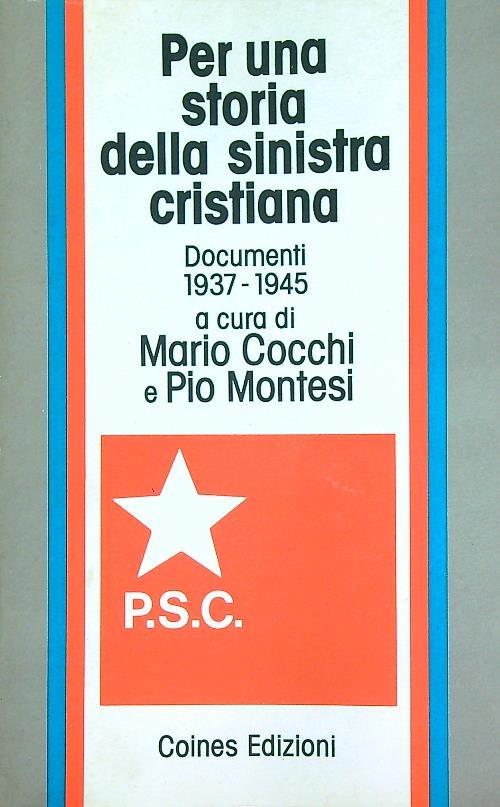 Per una
storia
della sinistra
cristiana
Documenti
1937 - 1945
a cura di
Mario Cocchi
e Pio Montesi
P.S.C.
Coines Edizioni